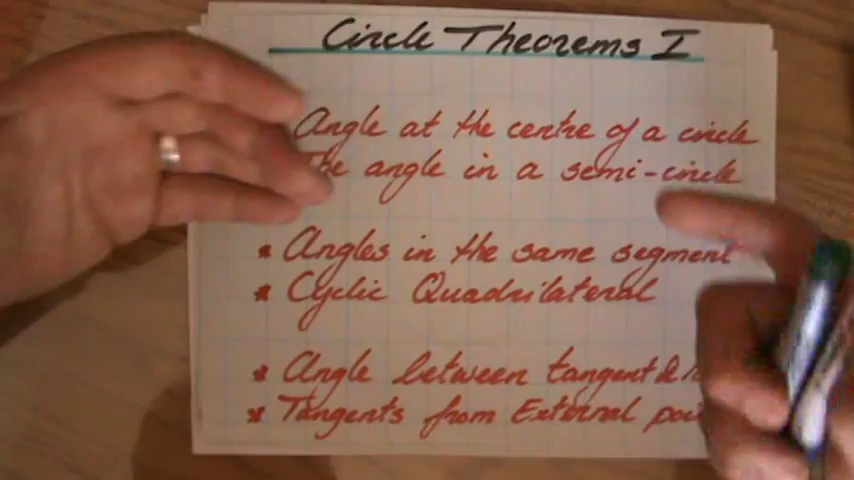 Circle Theorems I
Angle at the centre of a circle
The angle in a semi-circle
* Angles in the same segment
* Cyclic Quadrilateral
* Angle between tangent &
* Tangents from External